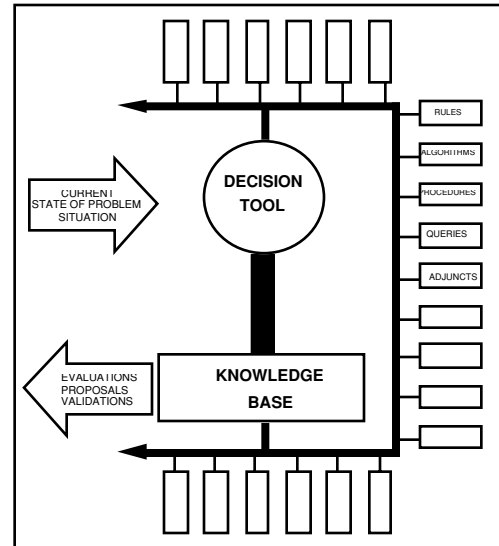 RULES
ALGORITHMS
PROCEDURES
QUERIES
ADJUNCTS
DECISION
TOOL
CURRENT
STATE OF PROBLEM
SITUATION
KNOWLEDGE
BASE
EVALUATIONS
PROPOSALS
VALIDATIONS